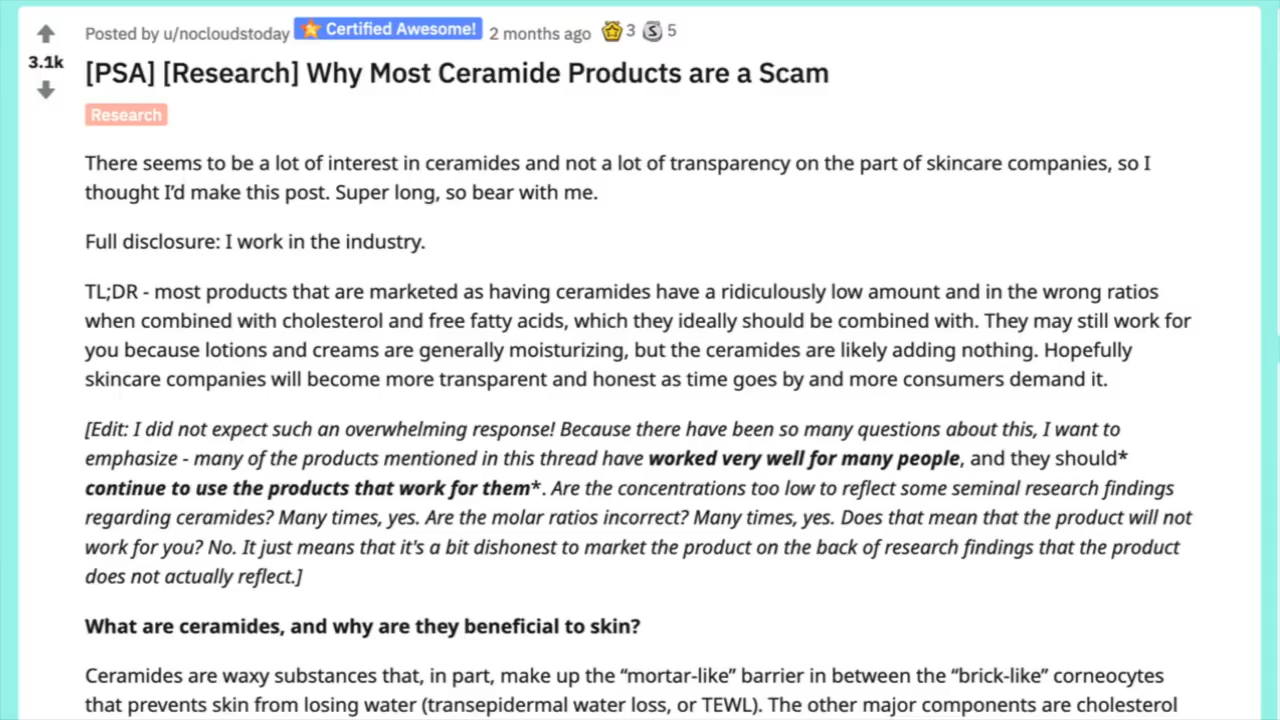 Posted by u/nocloudstoday Certified Awesome! 2 months ago 3 5
3.1k
[PSA] [Research] Why Most Ceramide Products are a Scam
Research
There seems to be a lot of interest in ceramides and not a lot of transparency on the part of skincare companies, so I
thought I’d make this post. Super long, so bear with me.
Full disclosure: I work in the industry.
TL;DR - most products that are marketed as having ceramides have a ridiculously low amount and in the wrong ratios
when combined with cholesterol and free fatty acids, which they ideally should be combined with. They may still work for
you because lotions and creams are generally moisturizing, but the ceramides are likely adding nothing. Hopefully
skincare companies will become more transparent and honest as time goes by and more consumers demand it.
[Edit: I did not expect such an overwhelming response! Because there have been so many questions about this, I want to
emphasize - many of the products mentioned in this thread have worked very well for many people, and they should*
continue to use the products that work for them*. Are the concentrations too low to reflect some seminal research findings
regarding ceramides? Many times, yes. Are the molar ratios incorrect? Many times, yes. Does that mean that the product will not
work for you? No. It just means that it's a bit dishonest to market the product on the back of research findings that the product
does not actually reflect.]
What are ceramides, and why are they beneficial to skin?
Ceramides are waxy substances that, in part, make up the “mortar-like” barrier in between the “brick-like” corneocytes
that prevents skin from losing water (transepidermal water loss, or TEWL). The other major components are cholesterol